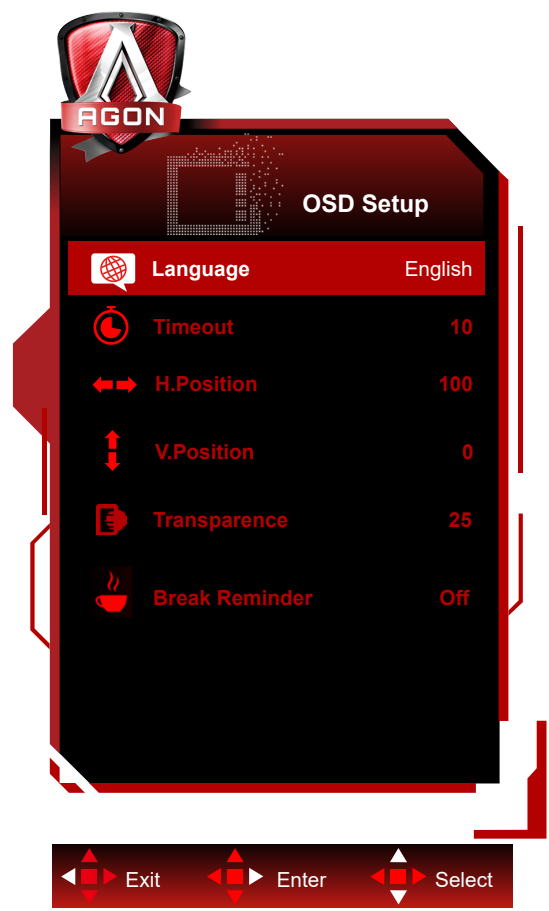 AGON
OSD Setup
Language English
Timeout 10
H.Position 100
V.Position 0
Transparence 25
Break Reminder Off
Exit Enter Select